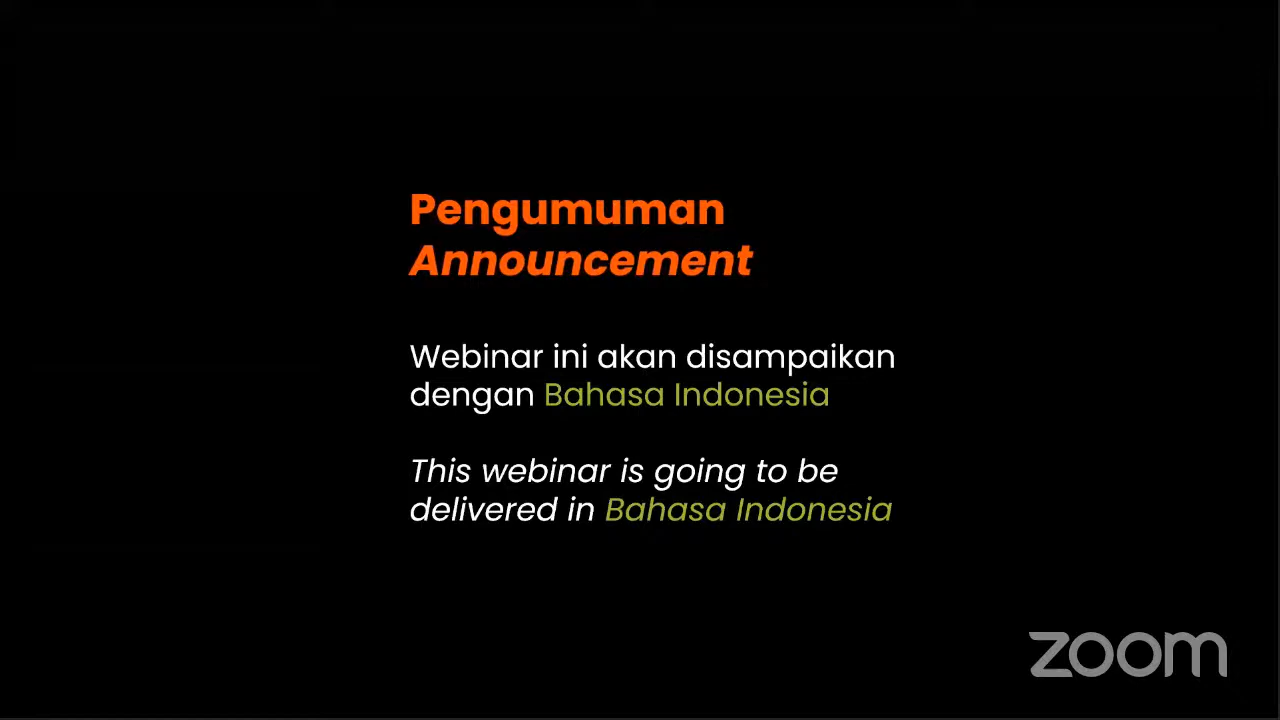 Pengumuman
Announcement
Webinar ini akan disampaikan
dengan Bahasa Indonesia
This webinar is going to be
delivered in Bahasa Indonesia
zoom